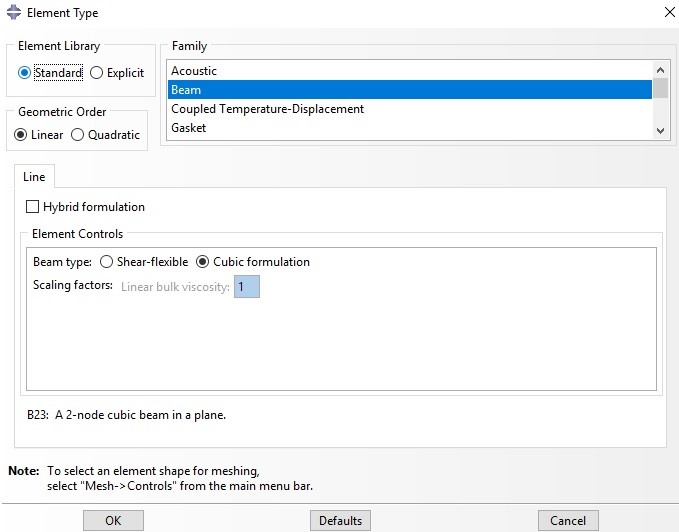 Element Type
Element Library
Standard Explicit
Family
Acoustic
Beam
Coupled Temperature-Displacement
Gasket
Geometric Order
Linear Quadratic
Line
Hybrid formulation
Element Controls
Beam type: Shear-flexible Cubic formulation
Scaling factors: Linear bulk viscosity: 1
B23: A 2-node cubic beam in a plane.
Note: To select an element shape for meshing,
select "Mesh->Controls" from the main menu bar.
OK Defaults Cancel